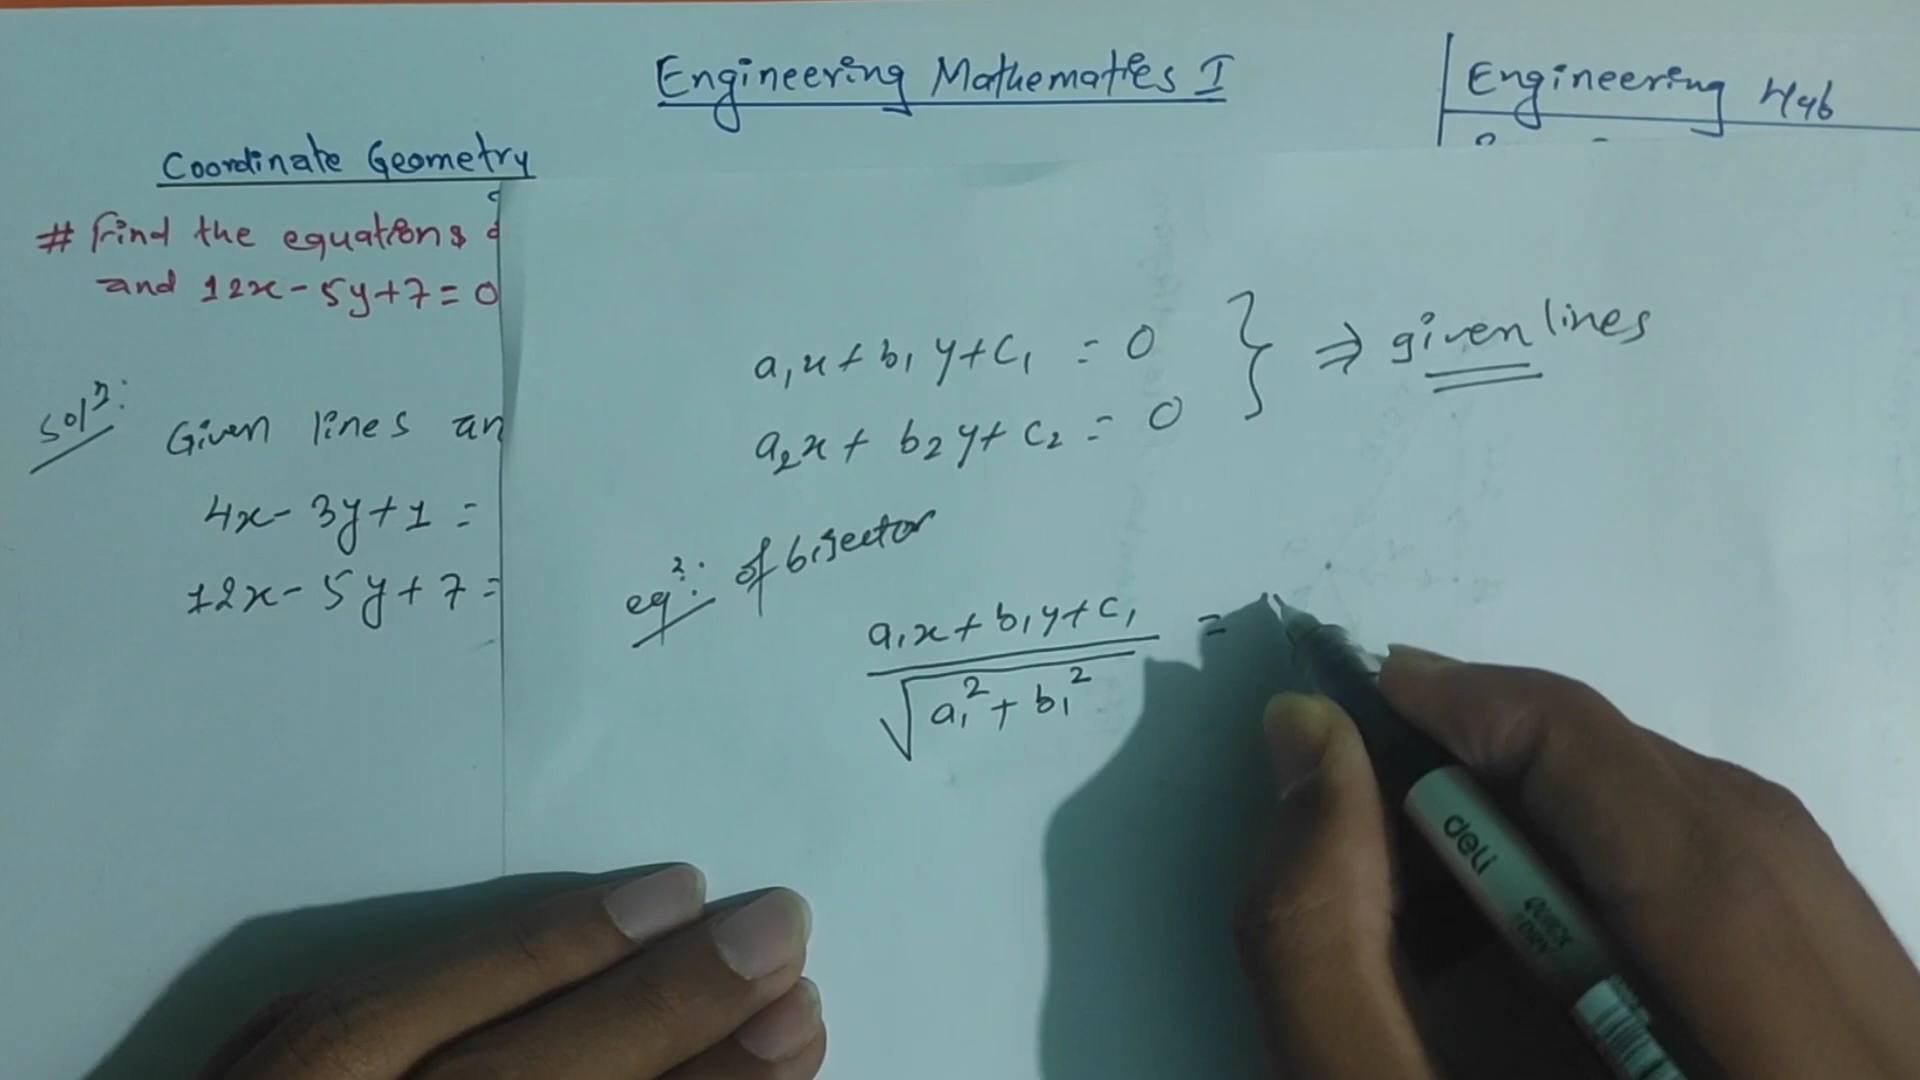 Engineering Mathematics I
Engineering Hub
Coordinate Geometry
# Find the equations
and 12x - 5y + 7 = 0
solⁿ:
Given lines
4x - 3y + 1 =
12x - 5y + 7 =
a₁x + b₁y + c₁ = 0
a₂x + b₂y + c₂ = 0
} ⇒ given lines
eqⁿ: of bisector
a₁x + b₁y + c₁ =
√a₁² + b₁²
deli
QUICK
DRY